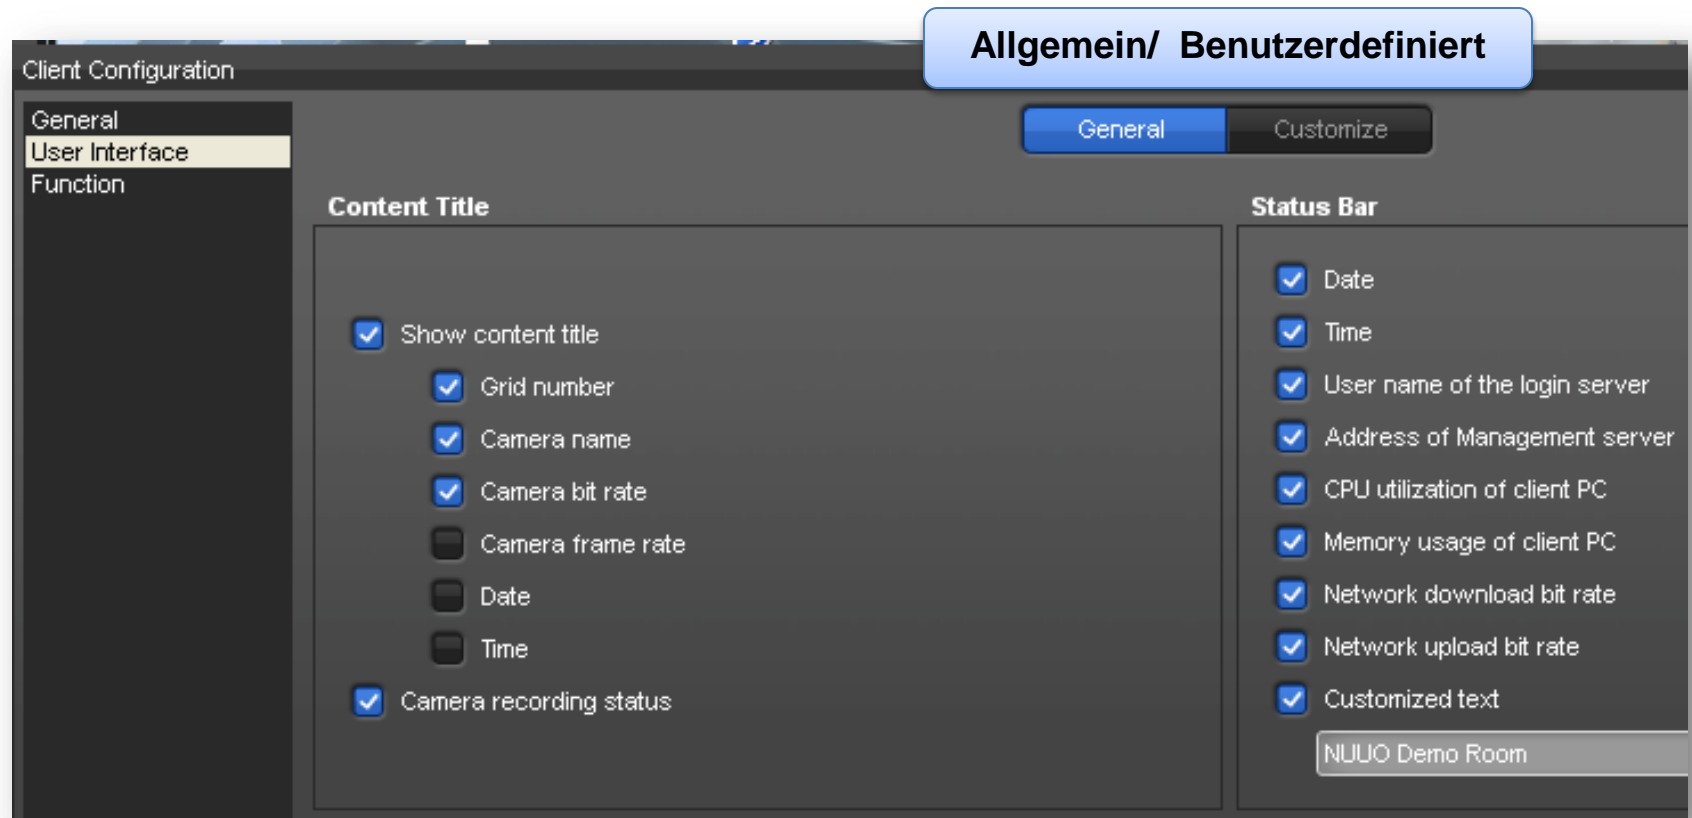 Allgemein/ Benutzerdefiniert
Client Configuration
General
User Interface
Function
General
Customize
Content Title
Show content title
Grid number
Camera name
Camera bit rate
Camera frame rate
Date
Time
Camera recording status
Status Bar
Date
Time
User name of the login server
Address of Management server
CPU utilization of client PC
Memory usage of client PC
Network download bit rate
Network upload bit rate
Customized text
NUUO Demo Room